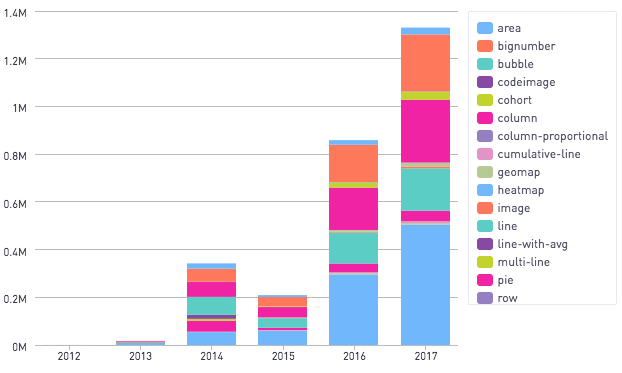 1.4M
1.2M
1M
0.8M
0.6M
0.4M
0.2M
0M
2012 2013 2014 2015 2016 2017
area
bignumber
bubble
codeimage
cohort
column
column-proportional
cumulative-line
geomap
heatmap
image
line
line-with-avg
multi-line
pie
row